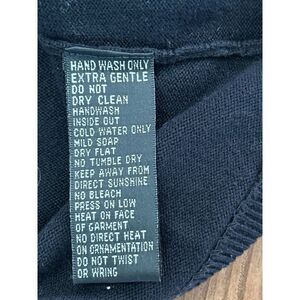 HAND WASH ONLY
EXTRA GENTLE
DO NOT
DRY CLEAN
HANDWASH
INSIDE OUT
COLD WATER ONLY
MILD SOAP
DRY FLAT
NO TUMBLE DRY
KEEP AWAY FROM
DIRECT SUNSHINE
NO BLEACH
PRESS ON LOW
HEAT ON FACE
OF GARMENT
NO DIRECT HEAT
ON ORNAMENTATION
DO NOT TWIST
OR WRING